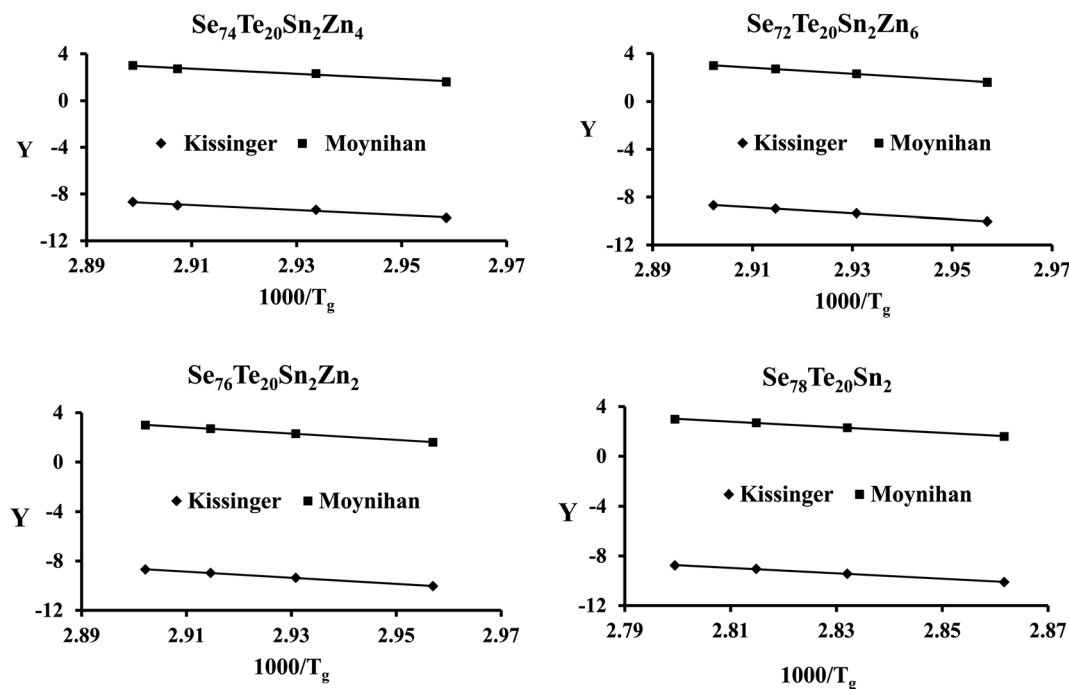 Se₇₄Te₂₀Sn₂Zn₄
4
0
-4
-8
-12
Y
Kissinger Moynihan
2.89 2.91 2.93 2.95 2.97
1000/Tg
Se₇₂Te₂₀Sn₂Zn₆
4
0
-4
-8
-12
Y
Kissinger Moynihan
2.89 2.91 2.93 2.95 2.97
1000/Tg
Se₇₆Te₂₀Sn₂Zn₂
4
0
-4
-8
-12
Y
Kissinger Moynihan
2.89 2.91 2.93 2.95 2.97
1000/Tg
Se₇₈Te₂₀Sn₂
4
0
-4
-8
-12
Y
Kissinger Moynihan
2.79 2.81 2.83 2.85 2.87
1000/Tg